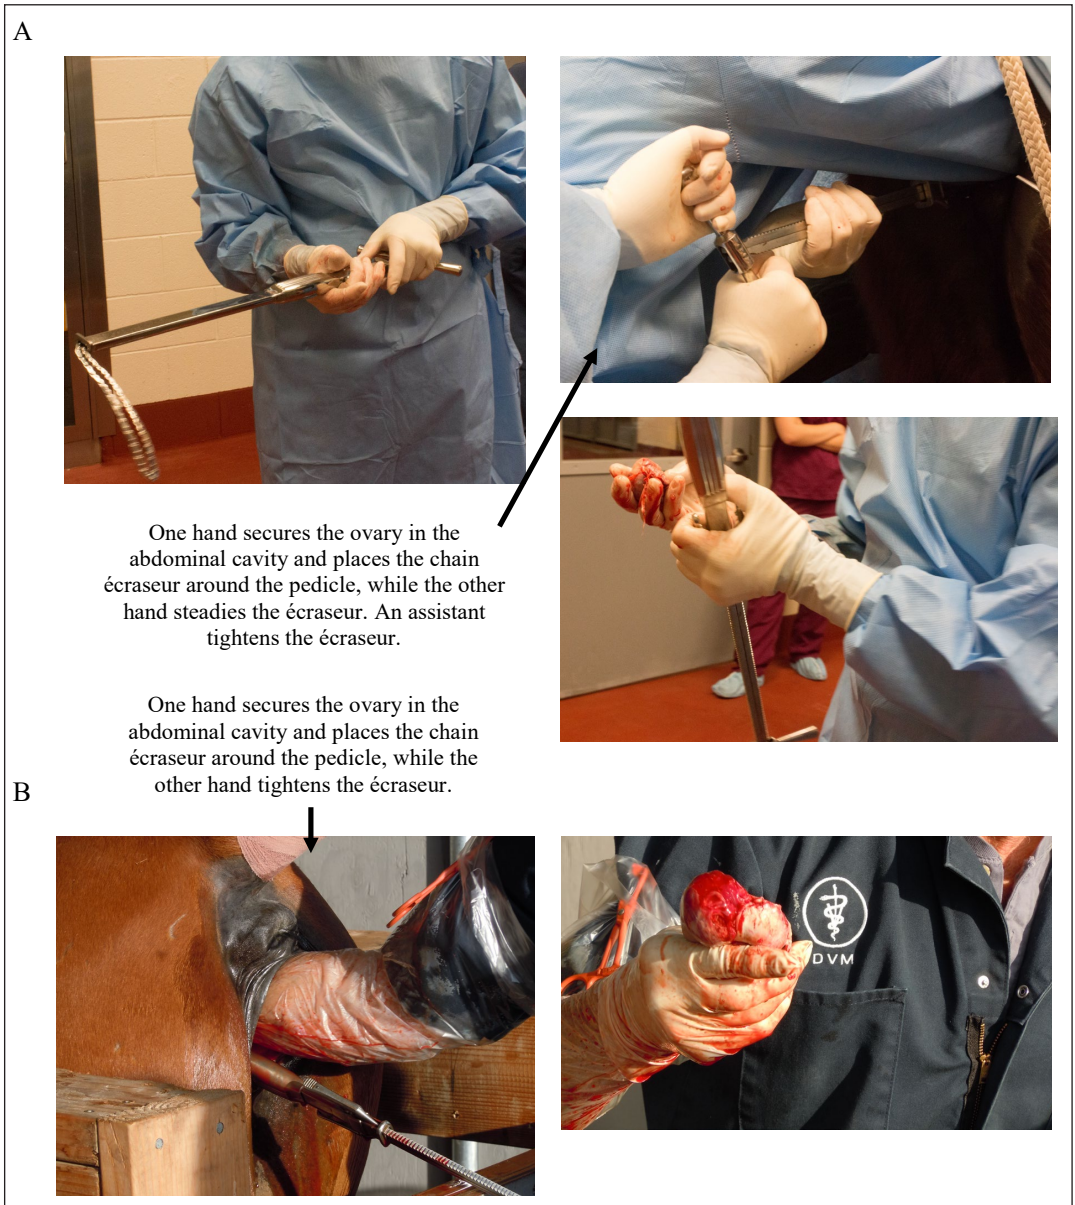 A
One hand secures the ovary in the
abdominal cavity and places the chain
écraseur around the pedicle, while the other
hand steadies the écraseur. An assistant
tightens the écraseur.
One hand secures the ovary in the
abdominal cavity and places the chain
écraseur around the pedicle, while the
other hand tightens the écraseur.
B
DVM